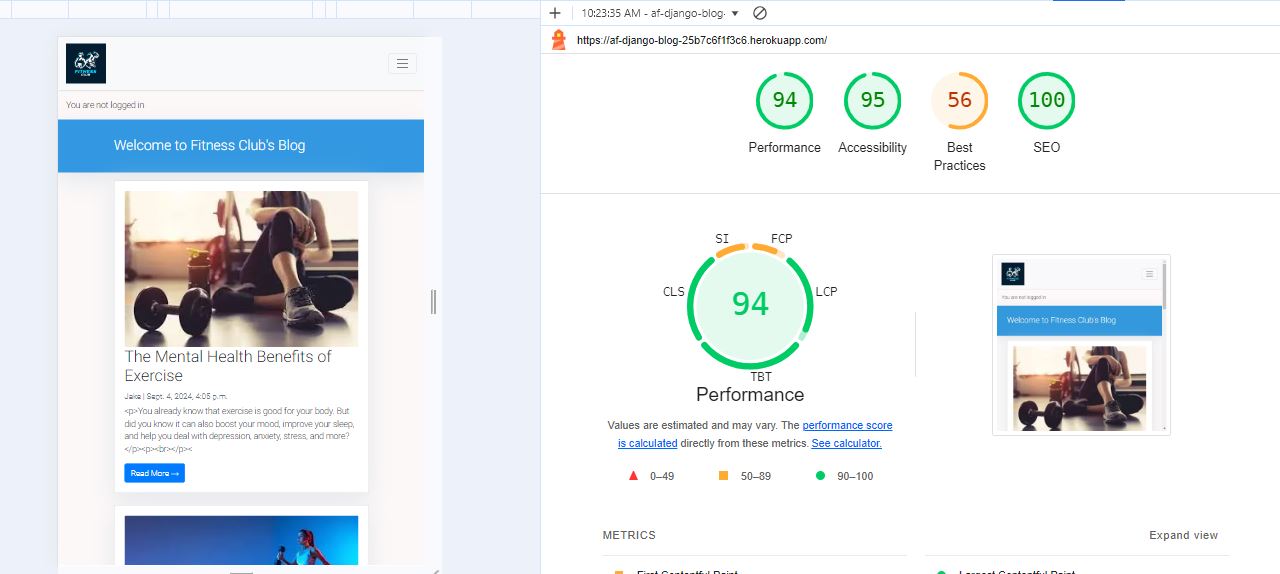 FITNESS
CLUB
You are not logged in
Welcome to Fitness Club's Blog
The Mental Health Benefits of
Exercise
Jake | Sept. 4, 2024, 4:05 p.m.
<p>You already know that exercise is good for your body. But
did you know it can also boost your mood, improve your sleep,
and help you deal with depression, anxiety, stress, and more?
</p><p><br></p><
Read More →
10:23:35 AM - af-django-blog-
https://af-django-blog-25b7c6f1f3c6.herokuapp.com/
94
95
56
100
Performance
Accessibility
Best
Practices
SEO
SI
FCP
CLS
LCP
94
TBT
Performance
Values are estimated and may vary. The performance score
is calculated directly from these metrics. See calculator.
0–49
50–89
90–100
You are not logged in
Welcome to Fitness Club's Blog
METRICS
Expand view
First Contentful Paint
Largest Contentful Paint